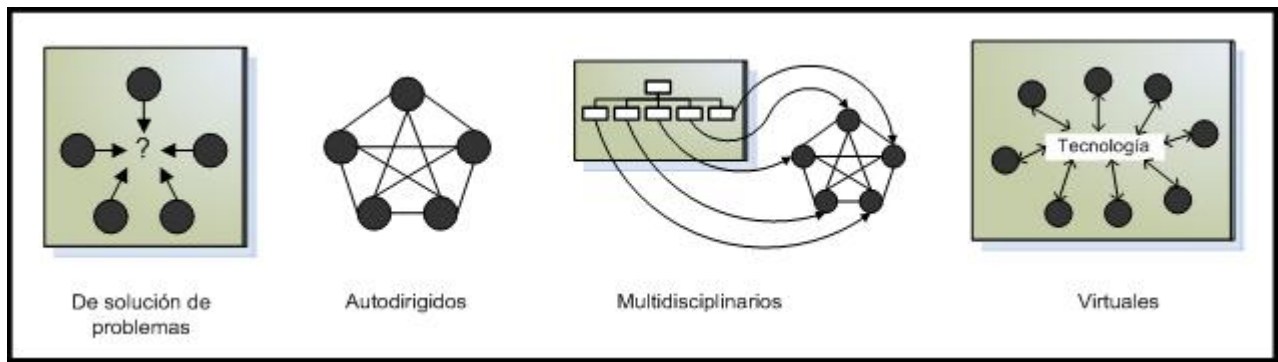 ?
Tecnología
De solución de
problemas
Autodirigidos
Multidisciplinarios
Virtuales